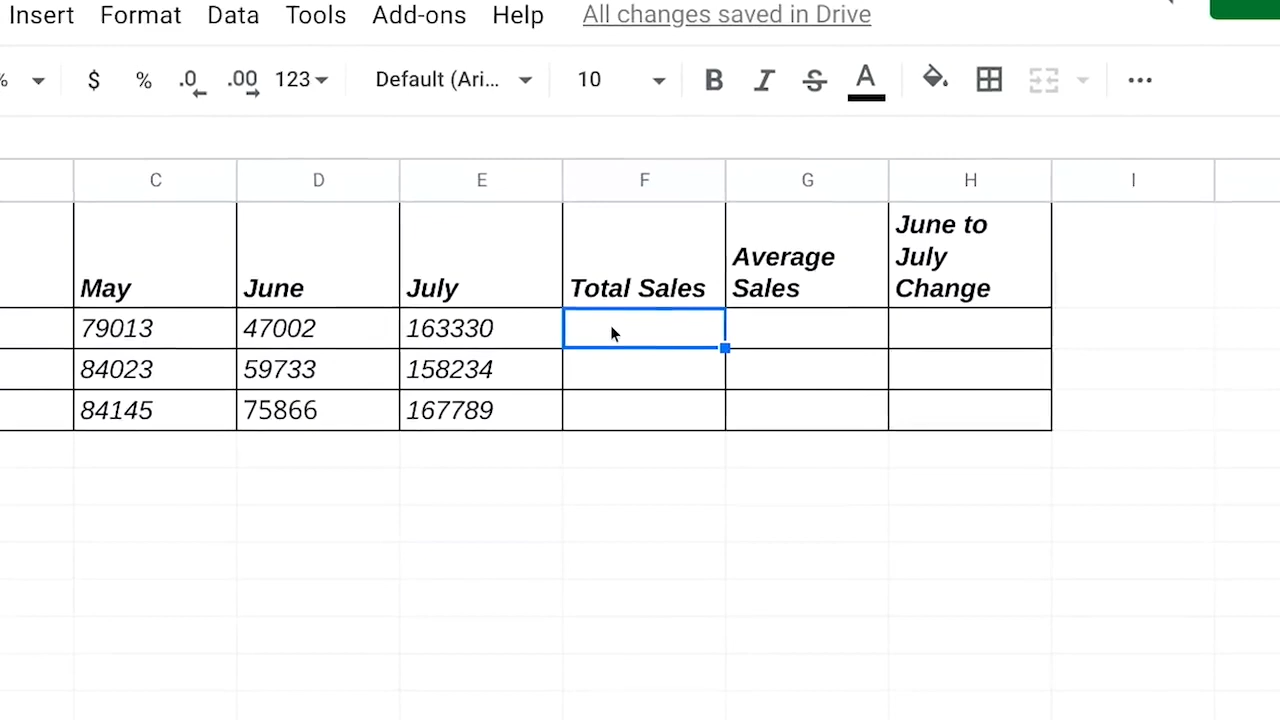 Insert Format Data Tools Add-ons Help All changes saved in Drive
% $ % .0 .00 123 Default (Ari... 10 B I S A
C D E F G H I
May June July Total Sales Average Sales June to July Change
79013 47002 163330
84023 59733 158234
84145 75866 167789